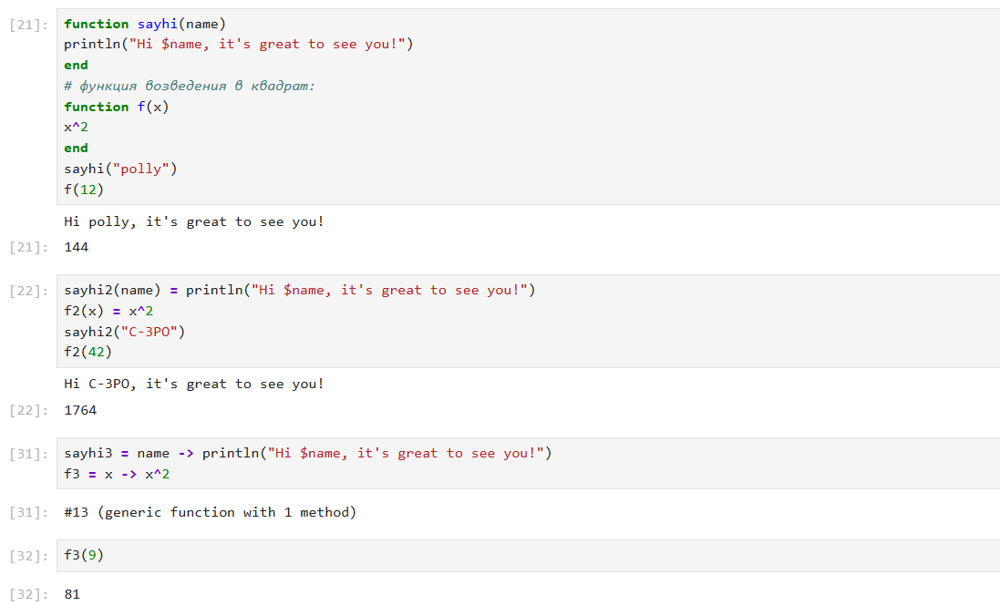 [21]: function sayhi(name)
println("Hi $name, it's great to see you!")
end
# функция возведения в квадрат:
function f(x)
x^2
end
sayhi("polly")
f(12)
Hi polly, it's great to see you!
[21]: 144
[22]: sayhi2(name) = println("Hi $name, it's great to see you!")
f2(x) = x^2
sayhi2("C-3PO")
f2(42)
Hi C-3PO, it's great to see you!
[22]: 1764
[31]: sayhi3 = name -> println("Hi $name, it's great to see you!")
f3 = x -> x^2
[31]: #13 (generic function with 1 method)
[32]: f3(9)
[32]: 81